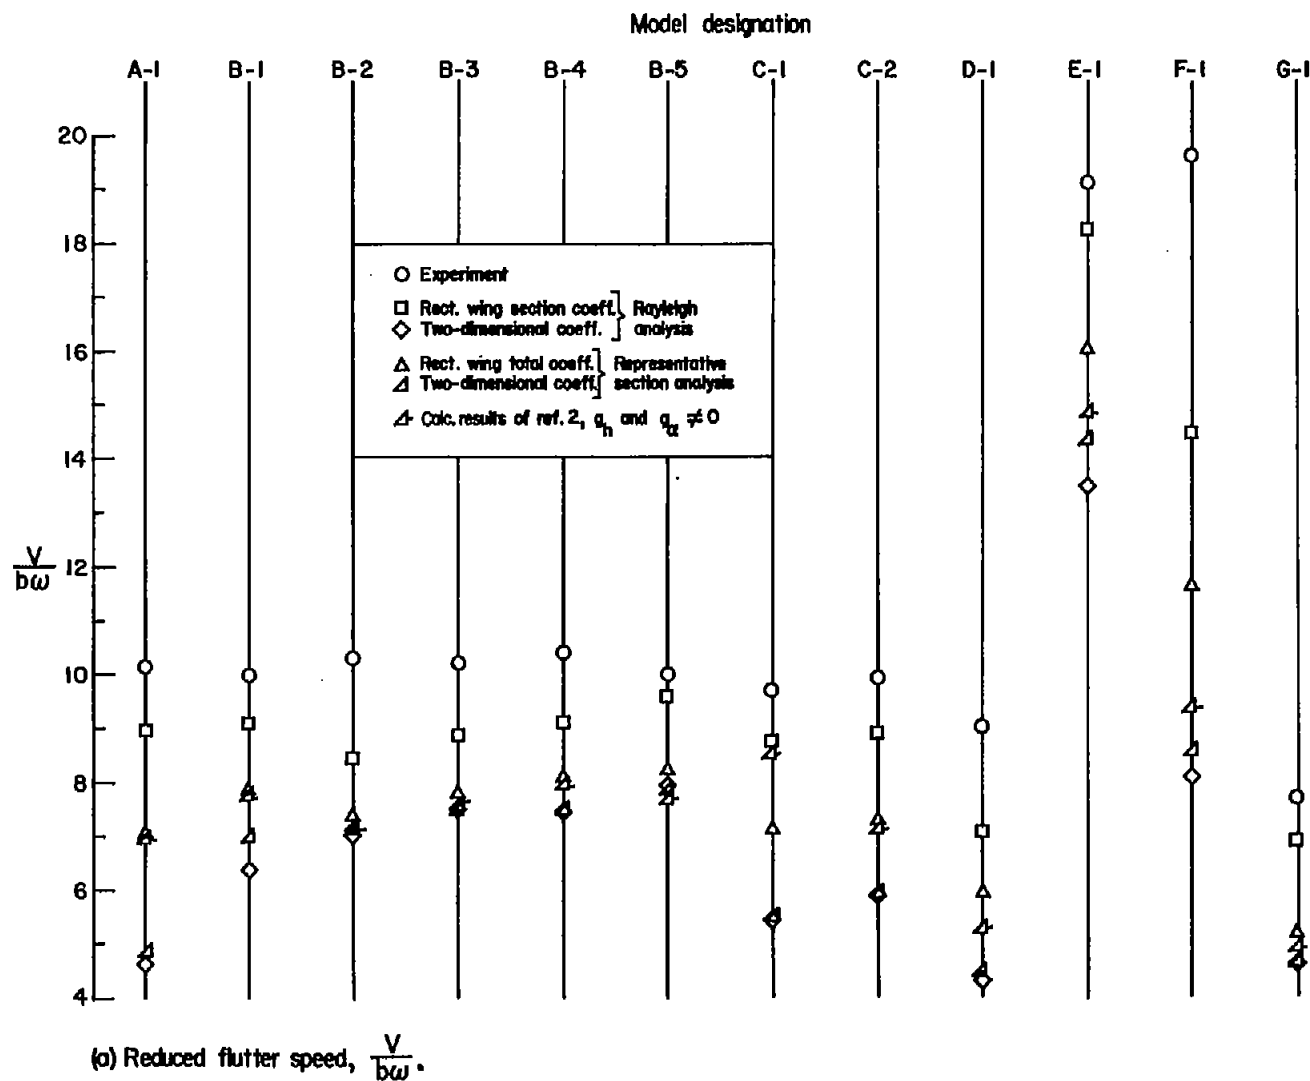 Model designation
A-1 B-1 B-2 B-3 B-4 B-5 C-1 C-2 D-1 E-1 F-1 G-1
20
18
Experiment
Rect. wing section coeff. Rayleigh
Two-dimensional coeff. analysis
16
Rect. wing total coeff. Representative
Two-dimensional coeff. section analysis
Calc. results of ref. 2, g_h and g_α ≠ 0
14
V/bω 12
10
8
6
4
(a) Reduced flutter speed, V/bω.